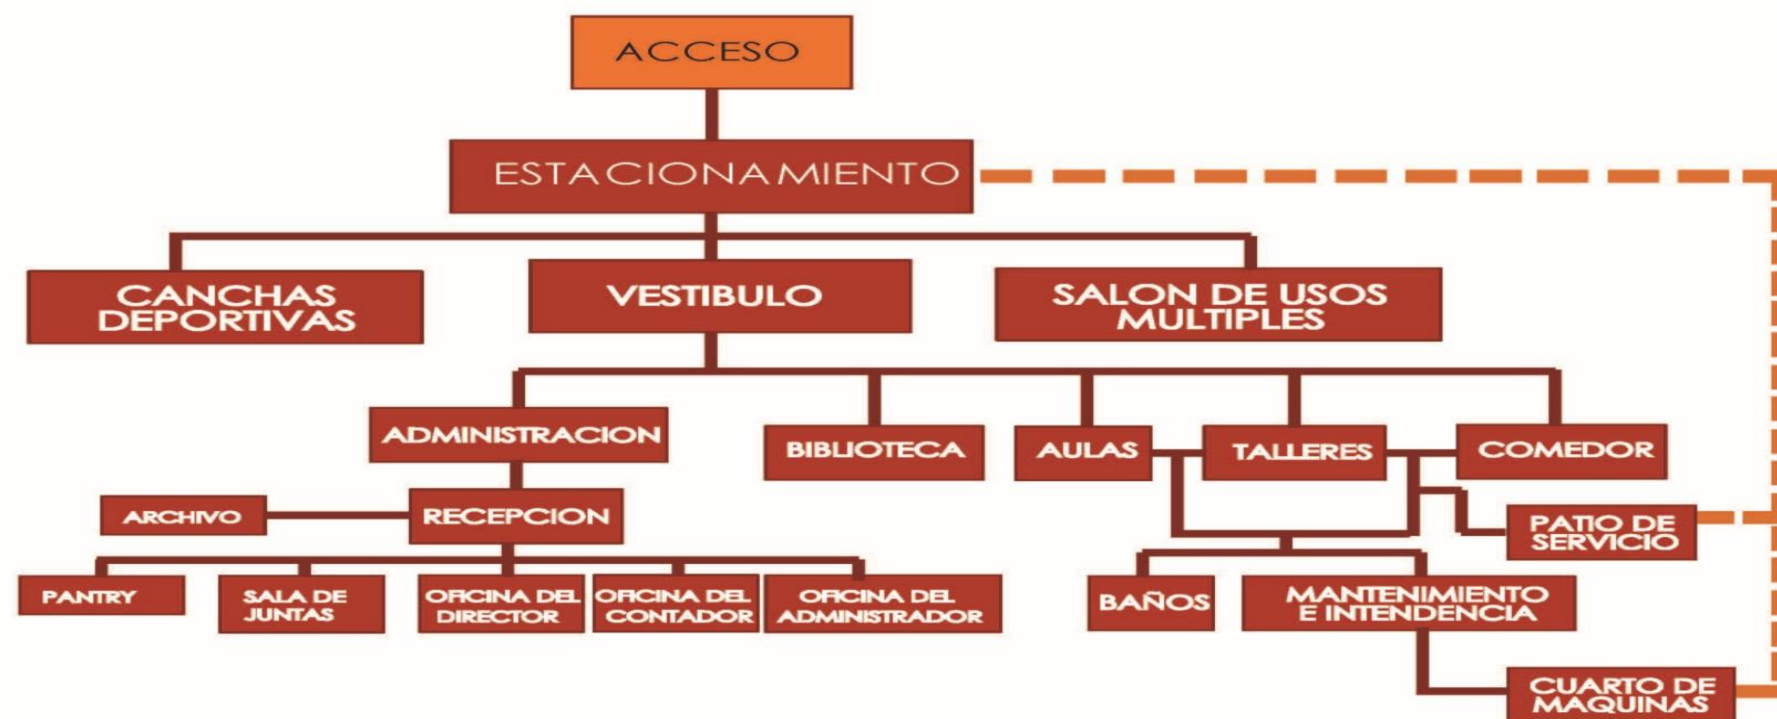 ACCESO
ESTACIONAMIENTO
CANCHAS
DEPORTIVAS
VESTIBULO
SALON DE USOS
MULTIPLES
ADMINISTRACION
BIBLIOTECA
AULAS
TALLERES
COMEDOR
ARCHIVO
RECEPCION
PATIO DE
SERVICIO
PANTRY
SALA DE
JUNTAS
OFICINA DEL
DIRECTOR
OFICINA DEL
CONTADOR
OFICINA DEL
ADMINISTRADOR
BAÑOS
MANTENIMIENTO
E INTENDENCIA
CUARTO DE
MAQUINAS